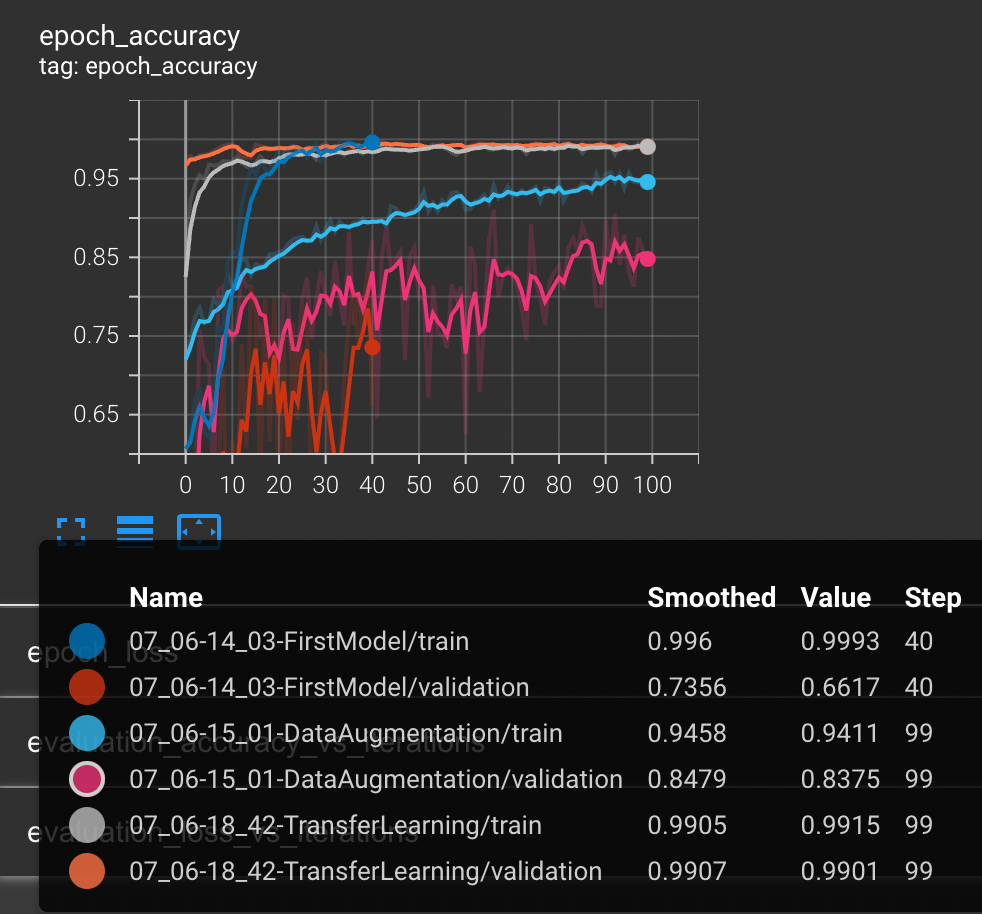 epoch_accuracy
tag: epoch_accuracy
0.95
0.85
0.75
0.65
0 10 20 30 40 50 60 70 80 90 100
Name Smoothed Value Step
07_06-14_03-FirstModel/train 0.996 0.9993 40
epoch_loss
07_06-14_03-FirstModel/validation 0.7356 0.6617 40
07_06-15_01-DataAugmentation/train 0.9458 0.9411 99
evaluation_accuracy_vs_iterations
07_06-15_01-DataAugmentation/validation 0.8479 0.8375 99
07_06-18_42-TransferLearning/train 0.9905 0.9915 99
evaluation_loss_vs_iterations
07_06-18_42-TransferLearning/validation 0.9907 0.9901 99